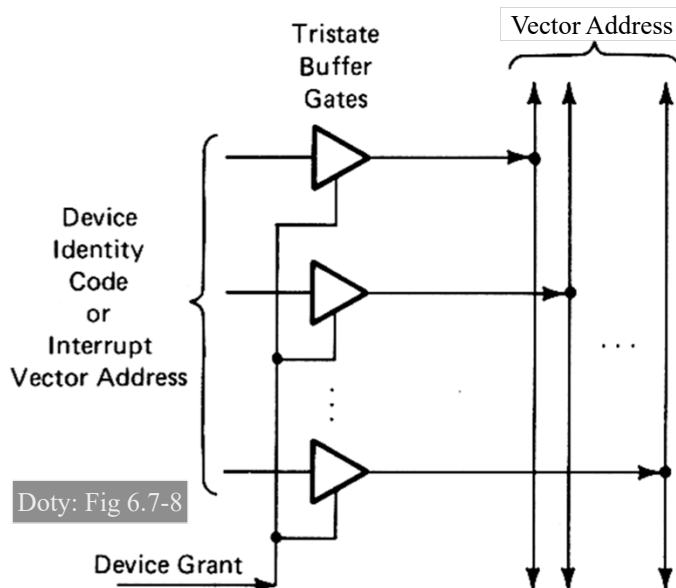 Vector Address
Tristate
Buffer
Gates
Device
Identity
Code
or
Interrupt
Vector Address
...
Doty: Fig 6.7-8
Device Grant